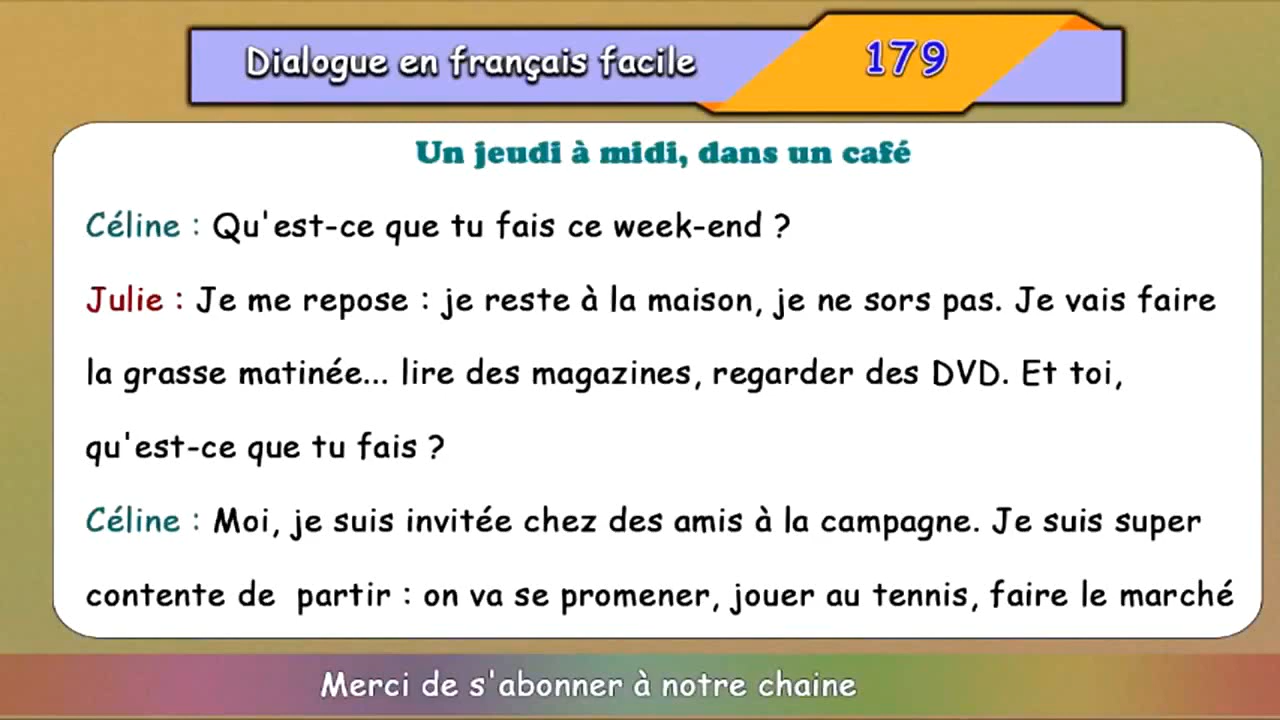 Dialogue en français facile
179
Un jeudi à midi, dans un café
Céline : Qu'est-ce que tu fais ce week-end ?
Julie : Je me repose : je reste à la maison, je ne sors pas. Je vais faire
la grasse matinée... lire des magazines, regarder des DVD. Et toi,
qu'est-ce que tu fais ?
Céline : Moi, je suis invitée chez des amis à la campagne. Je suis super
contente de partir : on va se promener, jouer au tennis, faire le marché
Merci de s'abonner à notre chaine